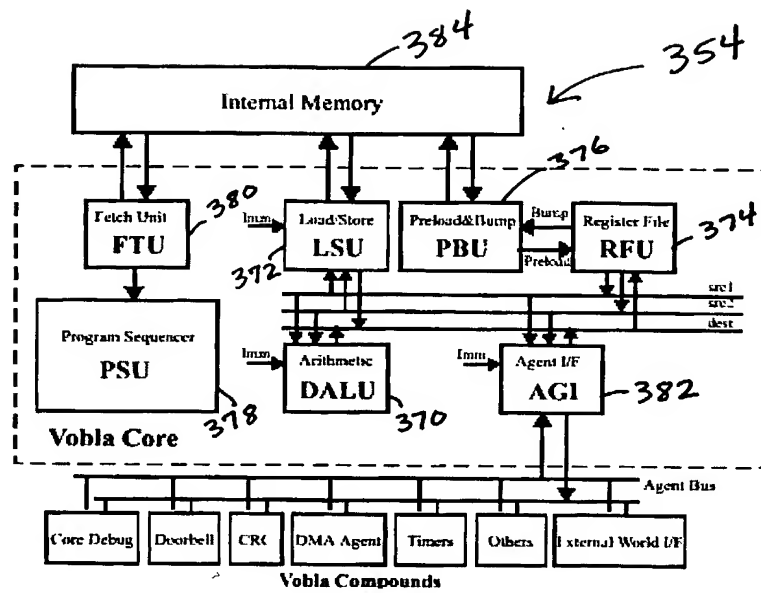 384
354
Internal Memory
376
Fetch Unit
FTU
380
Imm
Load/Store
LSU
372
Preload&Bump
PBU
Bump
Preload
Register File
RFU
374
src1
src2
dest
Program Sequencer
PSU
378
Imm
Arithmetic
DALU
370
Imm
Agent I/F
AGI
382
Vobla Core
Agent Bus
Core Debug
Doorbell
CRC
DMA Agent
Timers
Others
External World I/F
Vobla Compounds